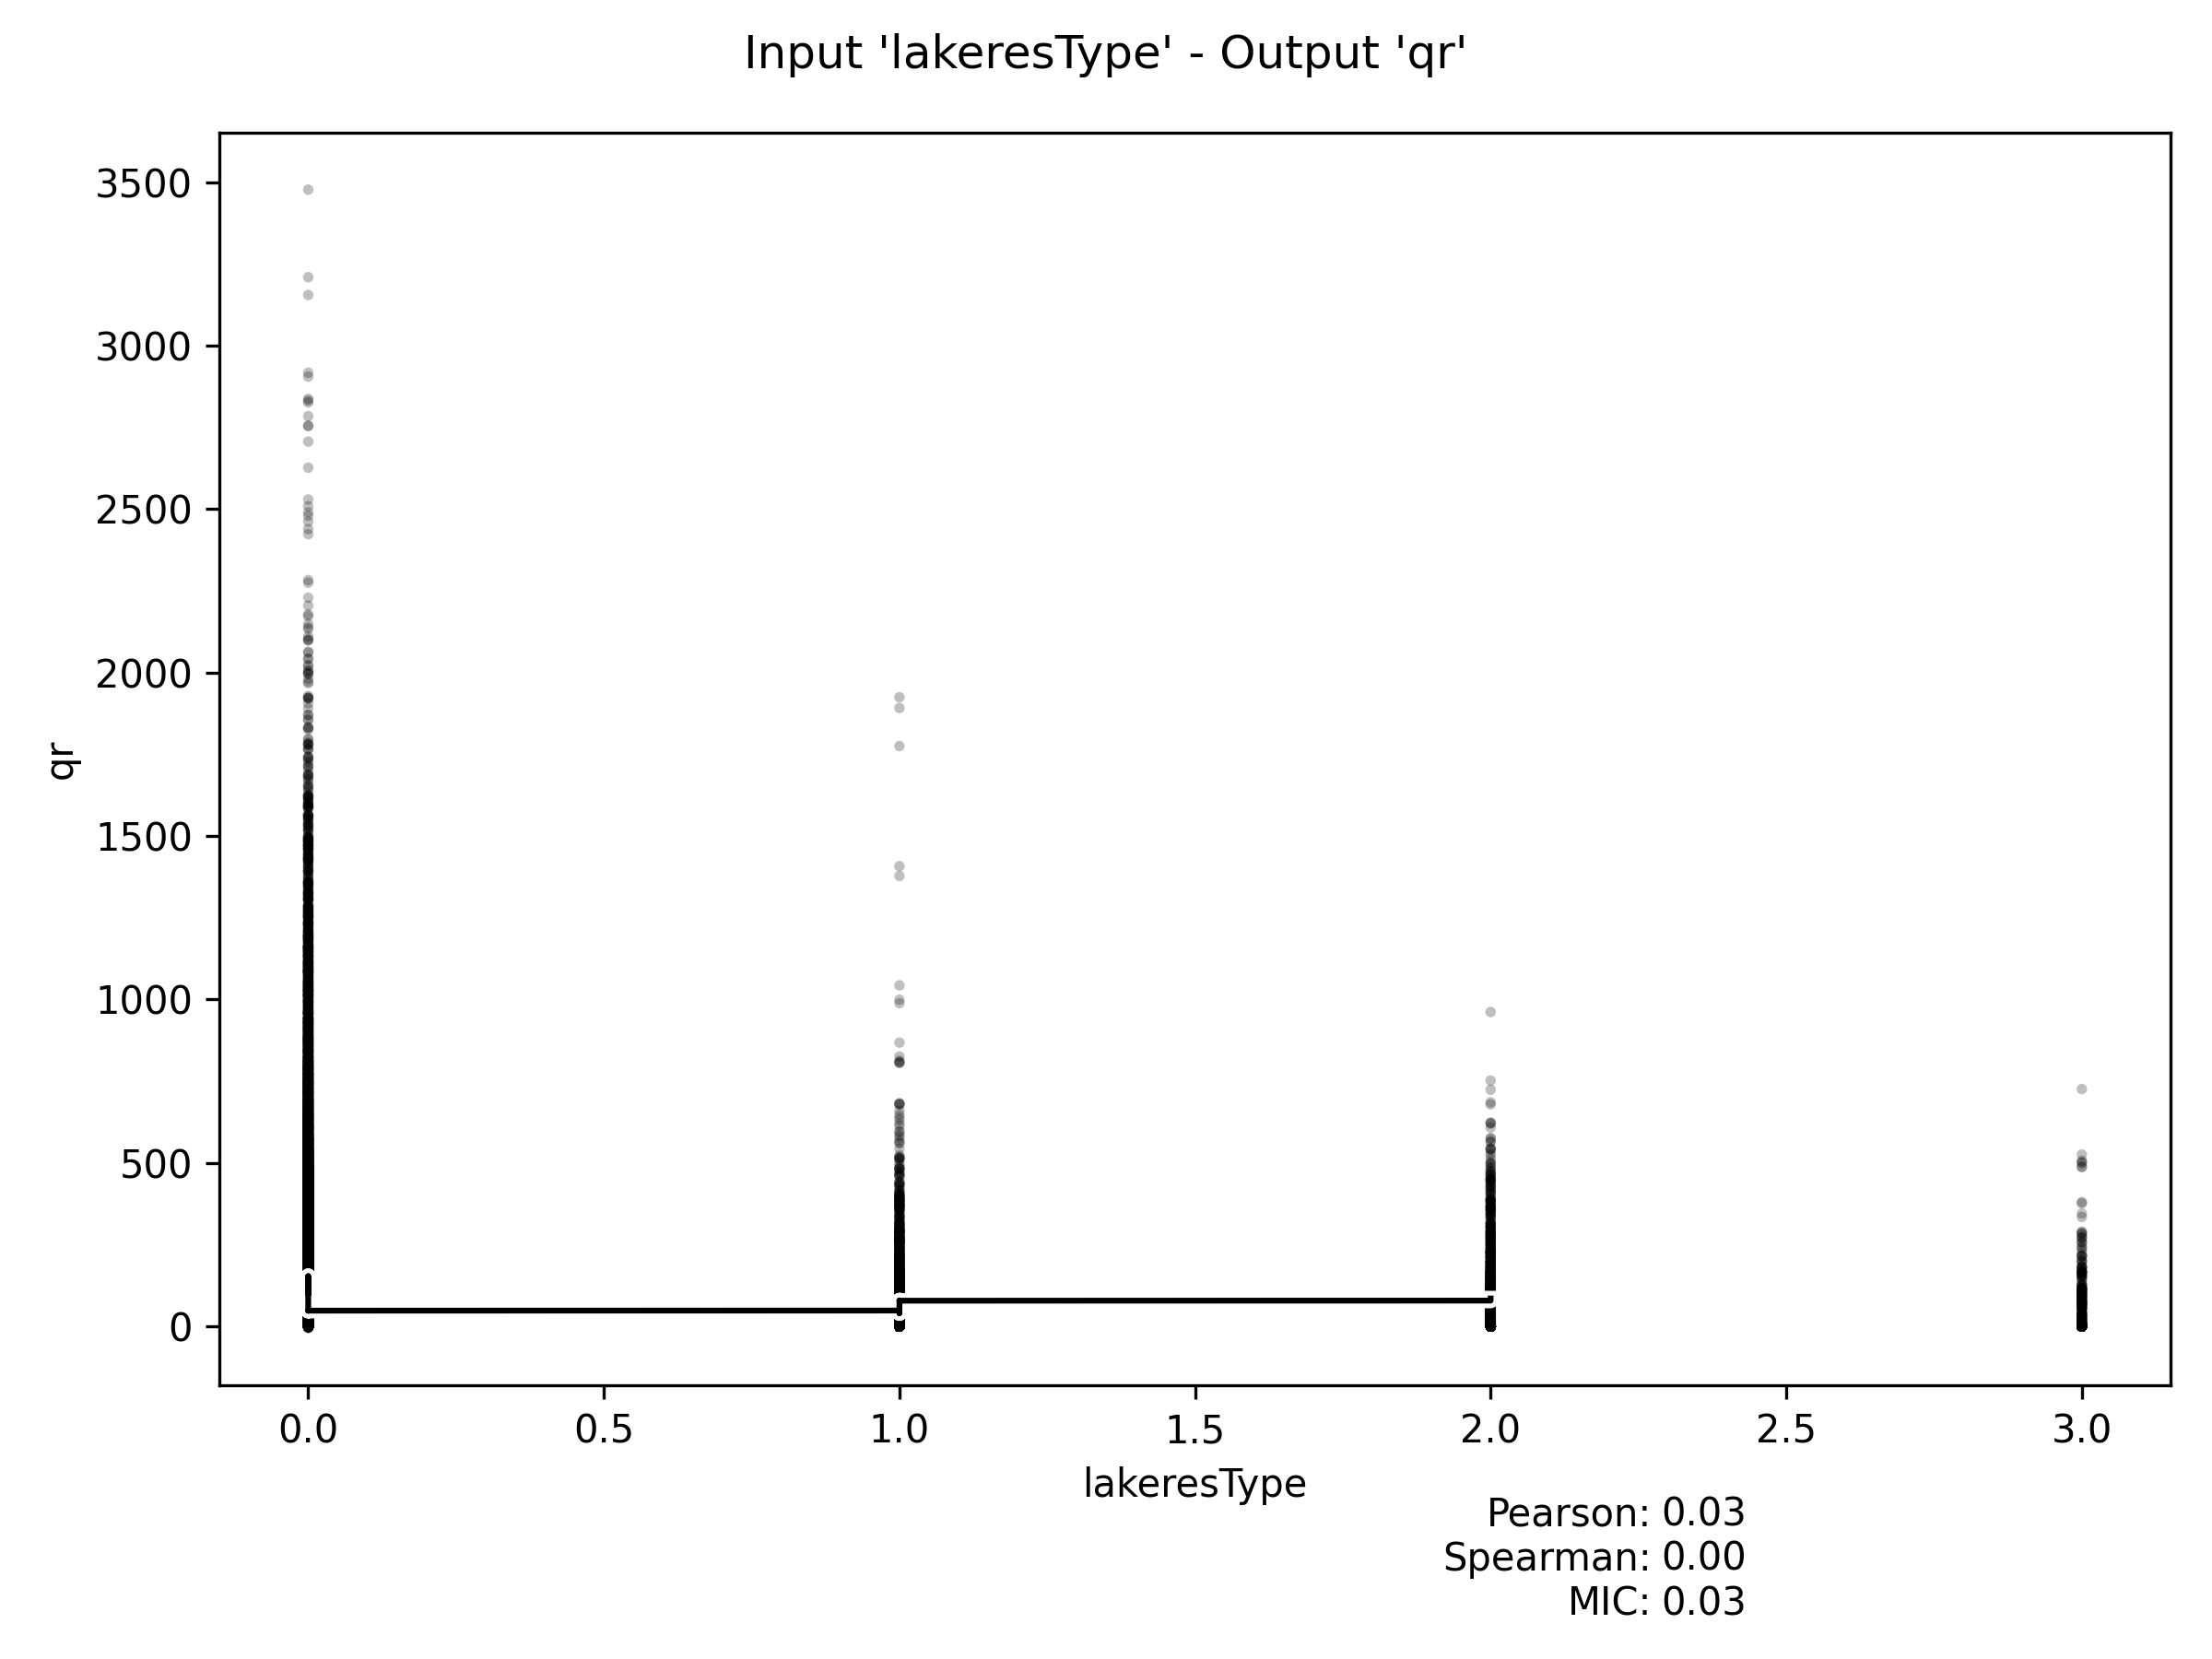 Input 'lakeresType' - Output 'qr'
3500
3000
2500
2000
1500
1000
500
0
qr
0.0 0.5 1.0 1.5 2.0 2.5 3.0
lakeresType
Pearson: 0.03
Spearman: 0.00
MIC: 0.03